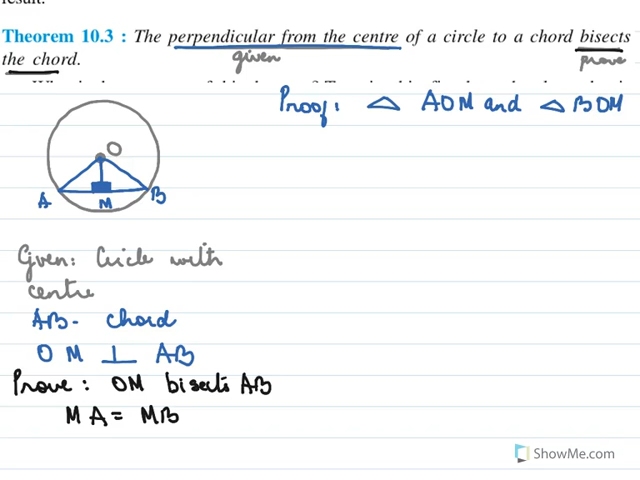 result.
Theorem 10.3 : The perpendicular from the centre of a circle to a chord bisects
the chord.
given
prove
Proof: △ AOM and △ BOM
O
A
M
B
Given: Circle with
centre
AB - chord
OM ⊥ AB
Prove: OM bisects AB
MA = MB
ShowMe.com